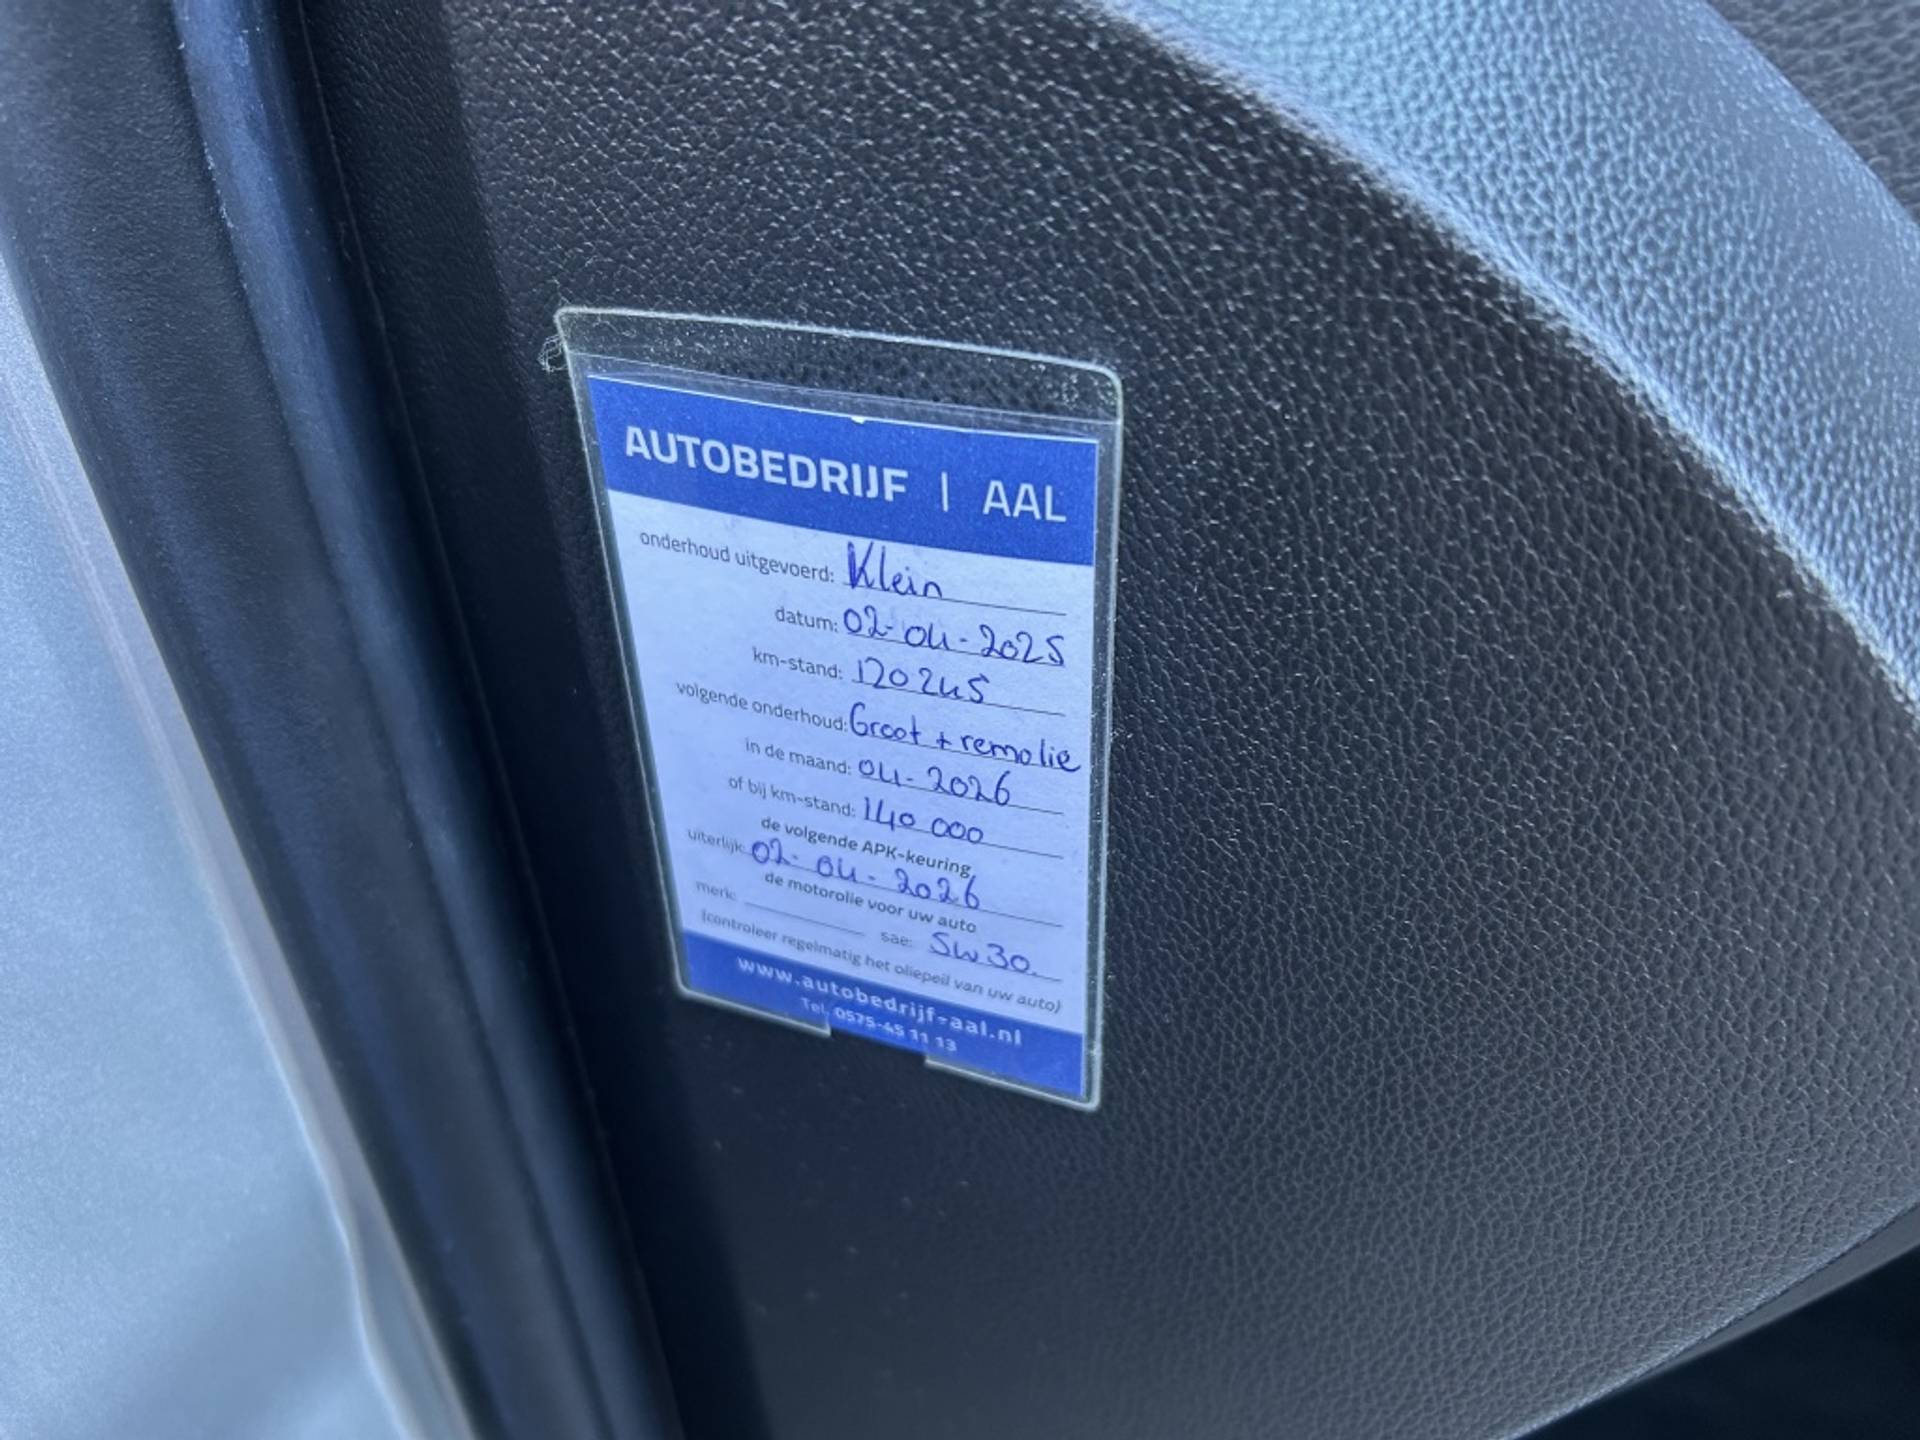 AUTOBEDRIJF | AAL
onderhoud uitgevoerd: Klein
datum: 02-04-2025
km-stand: 120245
volgende onderhoud: Groot + remolie
in de maand: 04-2026
of bij km-stand: 140 000
de volgende APK-keuring
uiterlijk: 02-04-2026
de motorolie voor uw auto
merk: sae: 5w30.
(controleer regelmatig het oliepeil van uw auto)
www.autobedrijf-aal.nl
Tel. 0575-45 11 13